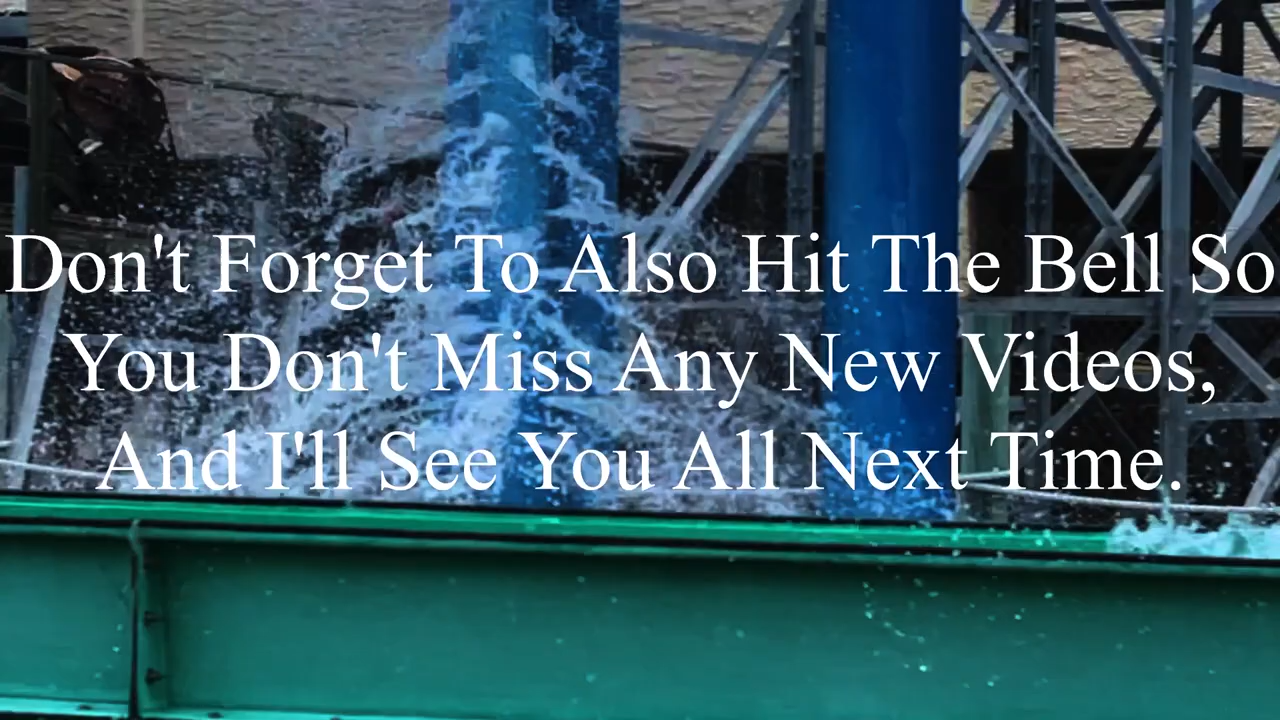 Don't Forget To Also Hit The Bell So
You Don't Miss Any New Videos,
And I'll See You All Next Time.